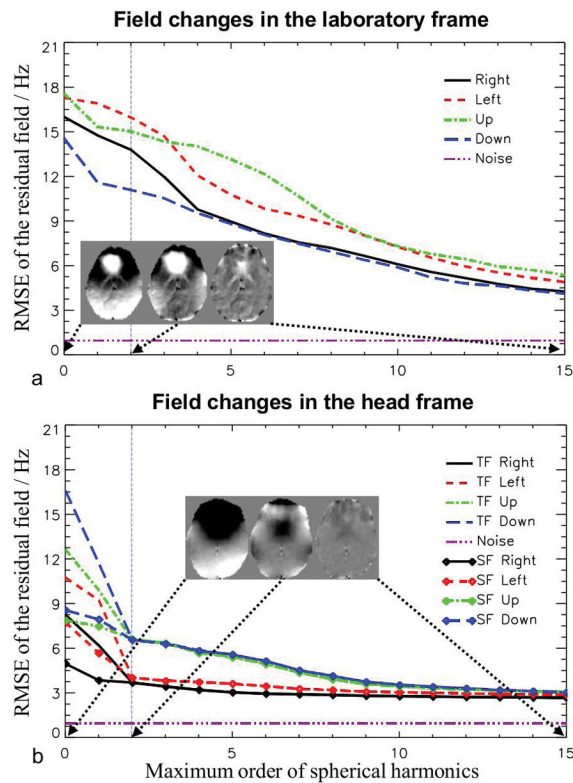 Field changes in the laboratory frame
21
18
15
12
9
6
3
0
RMSE of the residual field / Hz
Right
Left
Up
Down
Noise
0
5
10
15
a
Field changes in the head frame
21
18
15
12
9
6
3
0
RMSE of the residual field / Hz
TF Right
TF Left
TF Up
TF Down
Noise
SF Right
SF Left
SF Up
SF Down
0
5
10
15
b
Maximum order of spherical harmonics